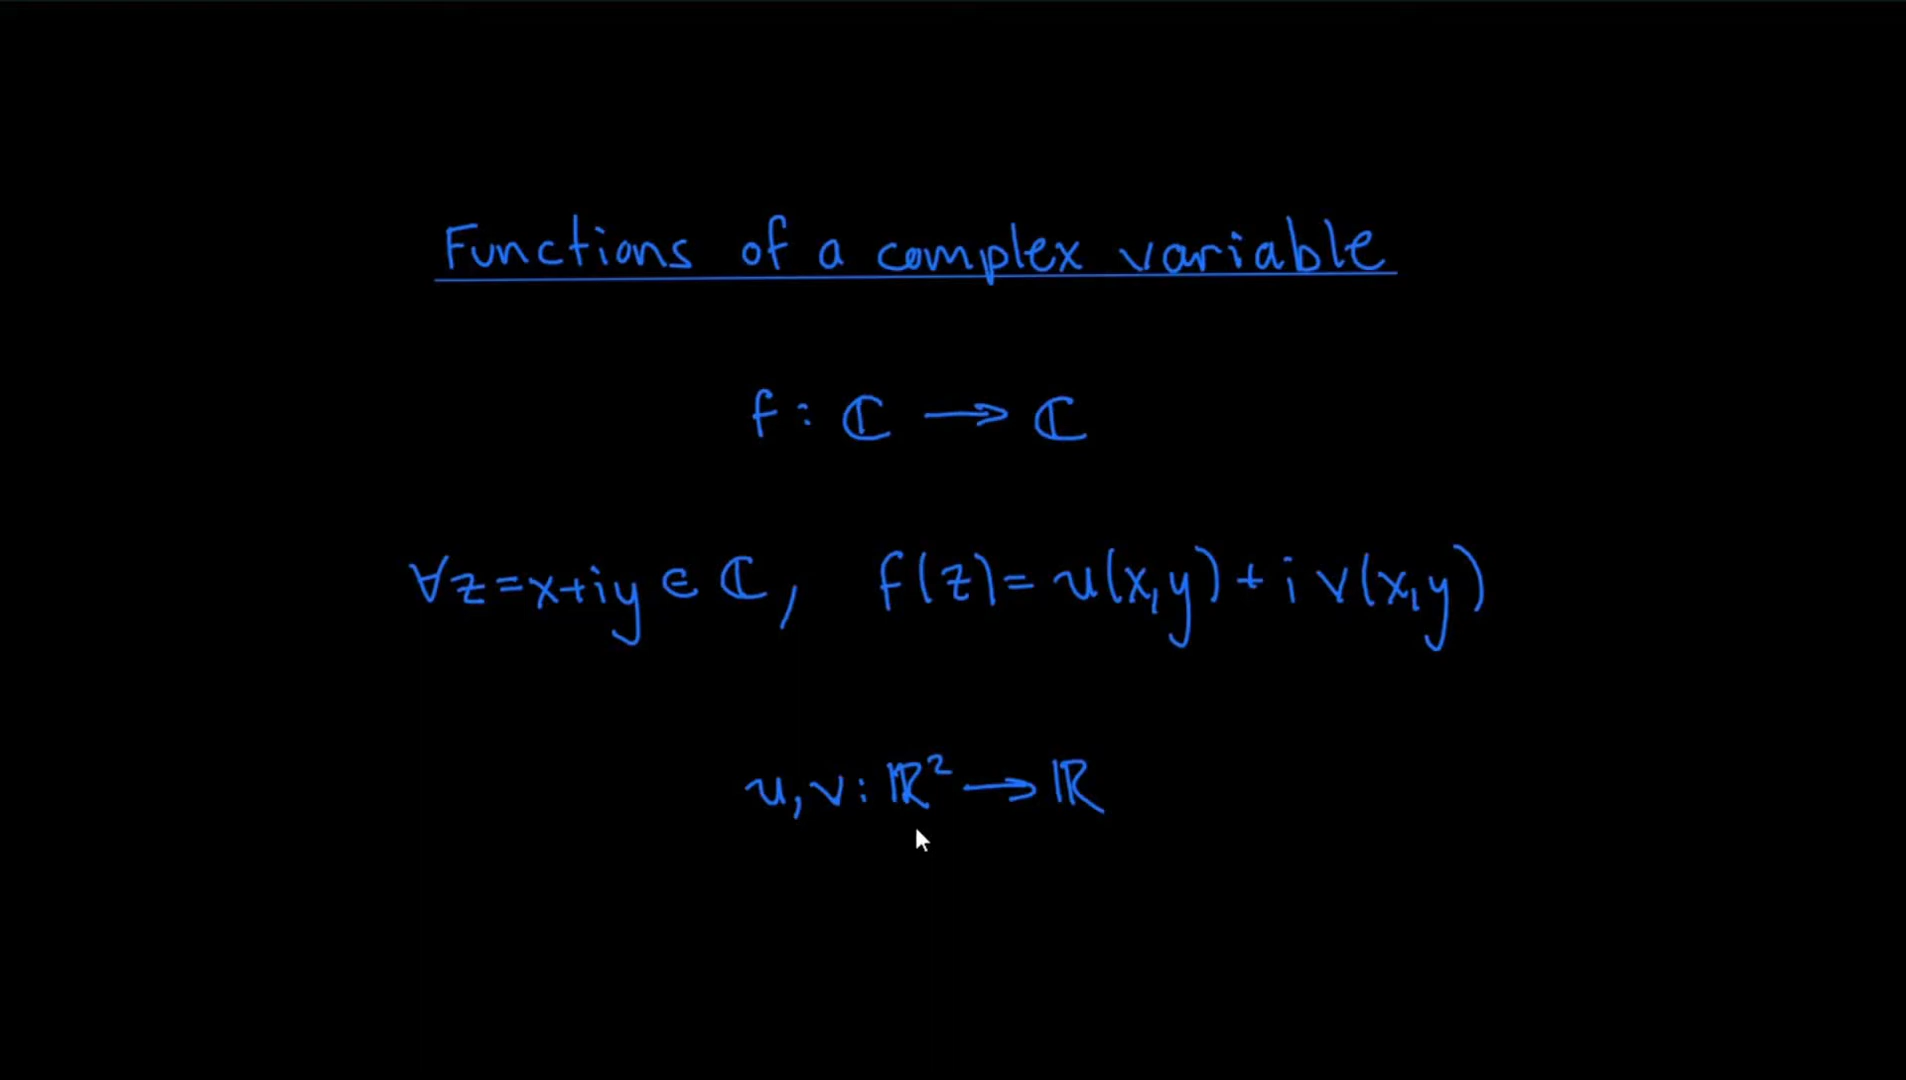 Functions of a complex variable
f : ℂ → ℂ
∀z=x+iy ∈ ℂ, f(z)= u(x,y) + i v(x,y)
u,v: ℝ² → ℝ